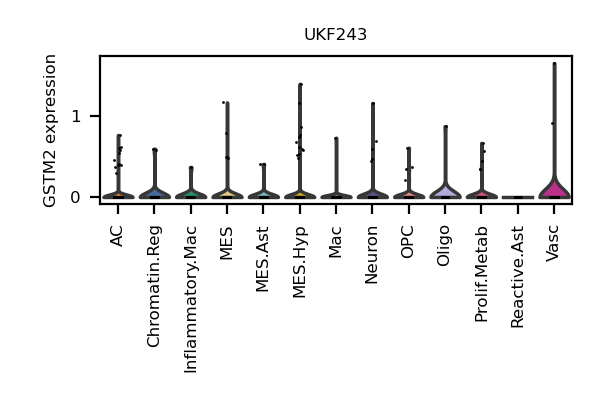 UKF243
GSTM2 expression
1
0
AC
Chromatin.Reg
Inflammatory.Mac
MES
MES.Ast
MES.Hyp
Mac
Neuron
OPC
Oligo
Prolif.Metab
Reactive.Ast
Vasc